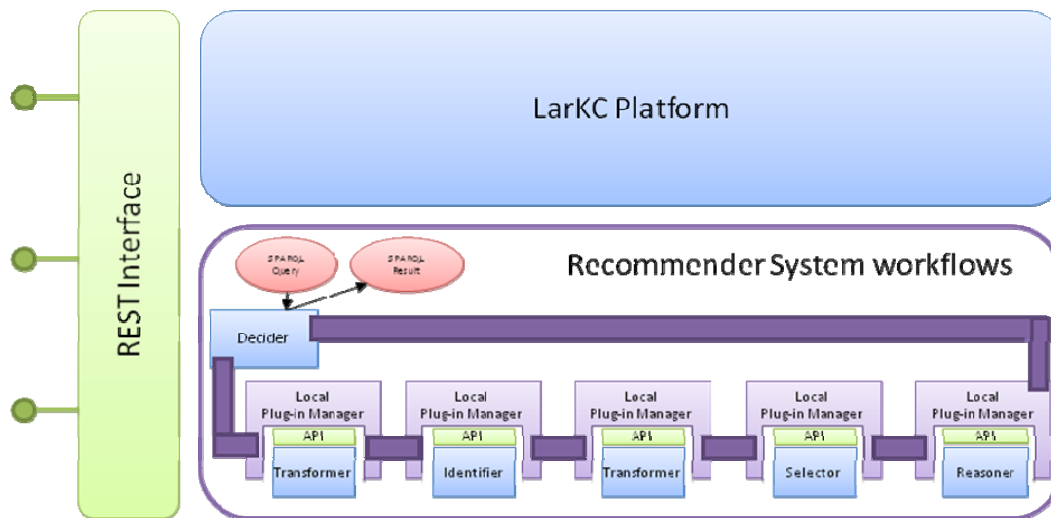 REST Interface
LarKC Platform
Recommender System workflows
SPARQL
Query
SPARQL
Result
Decider
Local
Plug-in Manager
API
Transformer
Local
Plug-in Manager
API
Identifier
Local
Plug-in Manager
API
Transformer
Local
Plug-in Manager
API
Selector
Local
Plug-in Manager
API
Reasoner